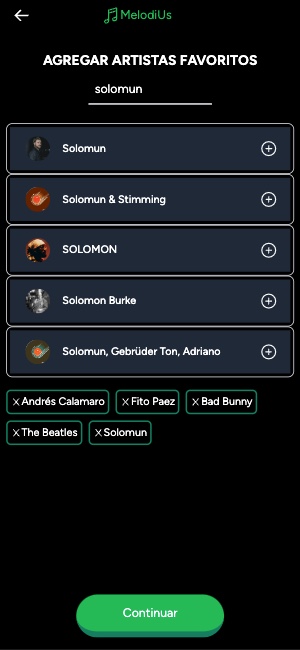 MelodiUs
AGREGAR ARTISTAS FAVORITOS
solomun
Solomun
Solomun & Stimming
SOLOMON
Solomon Burke
Solomun, Gebrüder Ton, Adriano
Andrés Calamaro Fito Paez Bad Bunny
The Beatles Solomun
Continuar